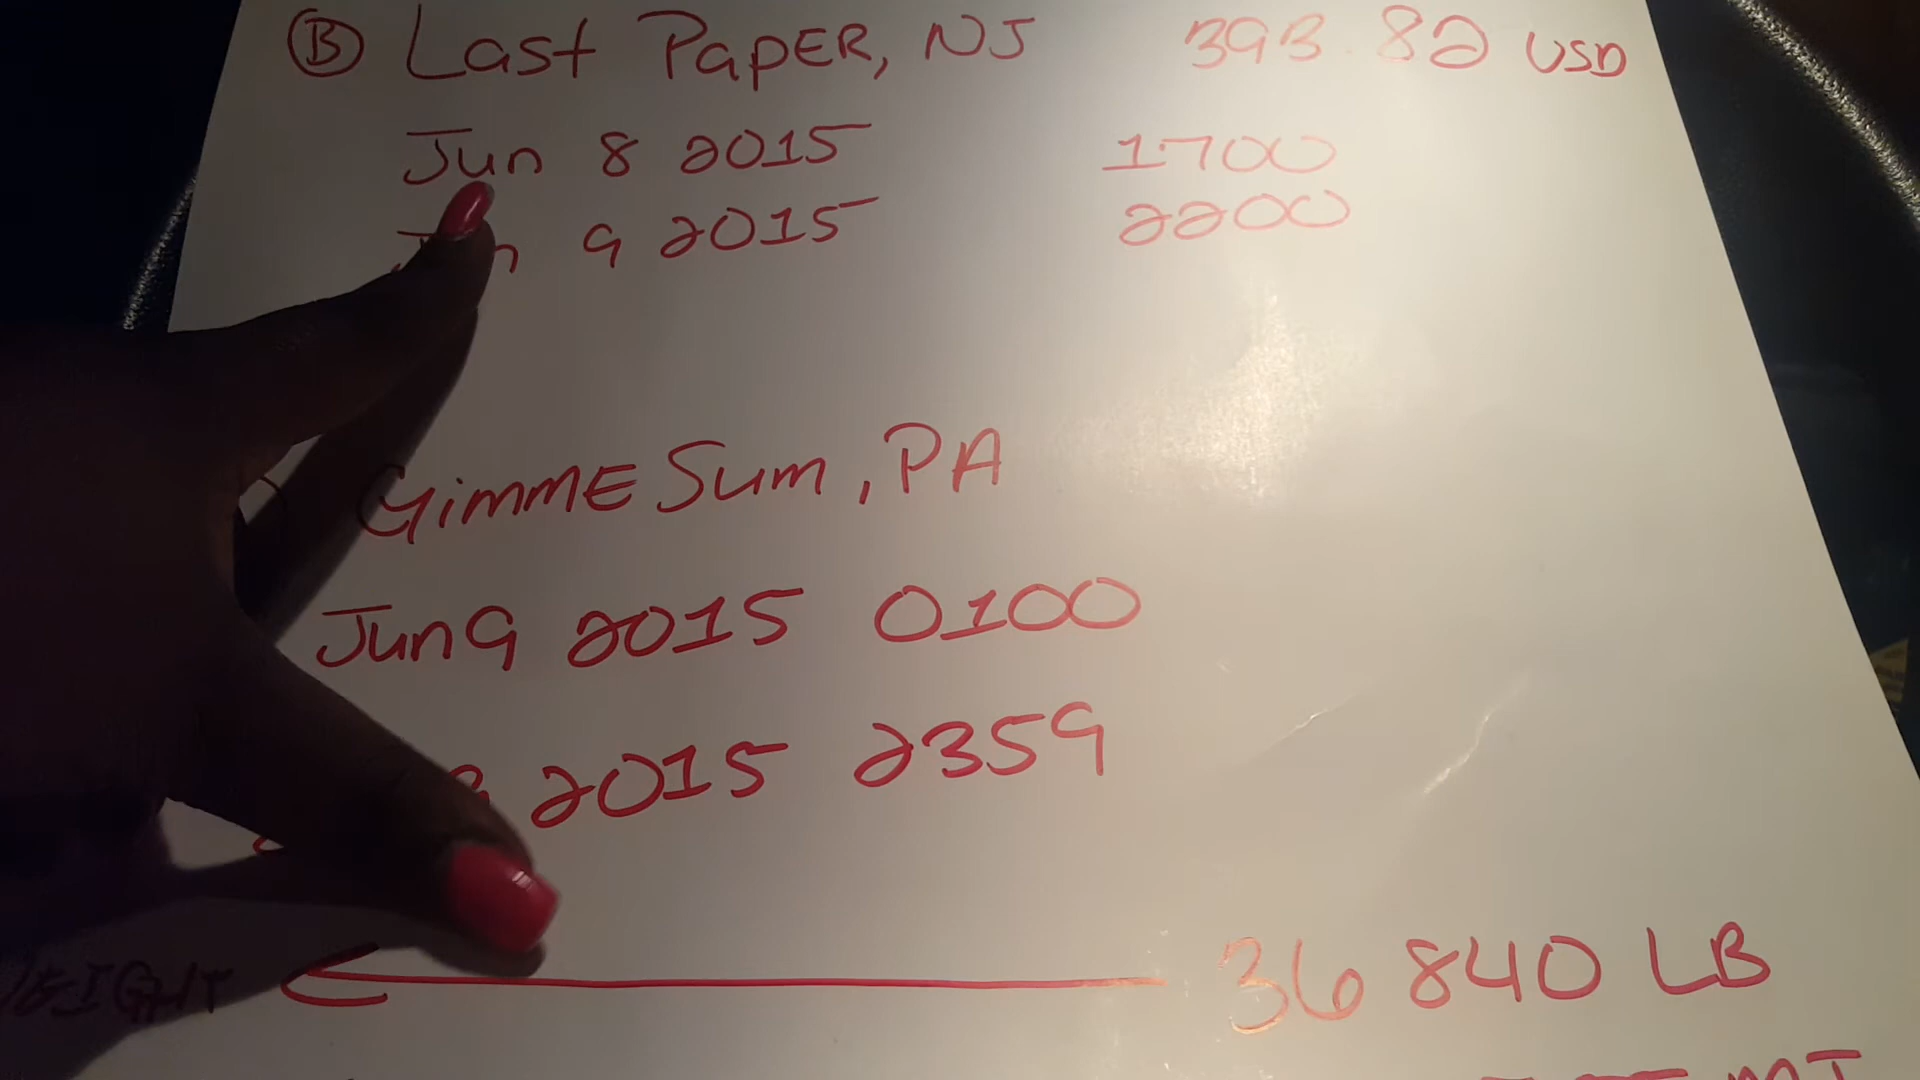 B Last PapER, NJ 393.82 USD
Jun 8 2015 1700
9 2015 2200
GimmE Sum, PA
Jun 9 2015 0100
2015 2359
36 840 LB
MI